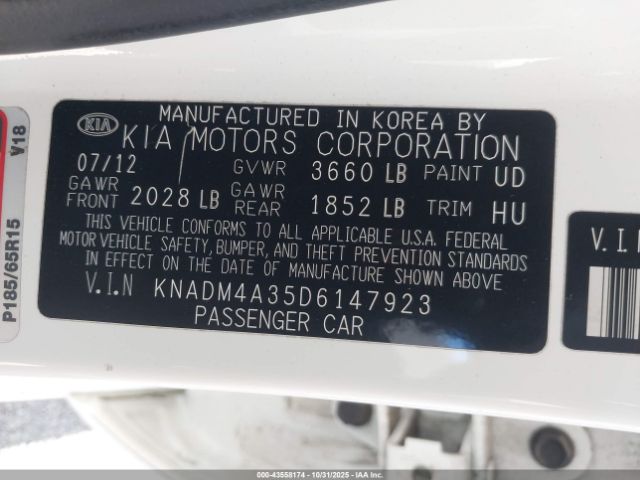 KIA
MANUFACTURED IN KOREA BY
KIA MOTORS CORPORATION
07/12 GVWR 3660 LB PAINT UD
GAWR FRONT 2028 LB GAWR REAR 1852 LB TRIM HU
THIS VEHICLE CONFORMS TO ALL APPLICABLE U.S.A. FEDERAL
MOTOR VEHICLE SAFETY, BUMPER, AND THEFT PREVENTION STANDARDS
IN EFFECT ON THE DATE OF MANUFACTURE SHOWN ABOVE
V.I.N KNADM4A35D6147923
PASSENGER CAR
P185/65R15
V18
V.I.N
000-43558174 - 10/31/2025 - IAAI.COM